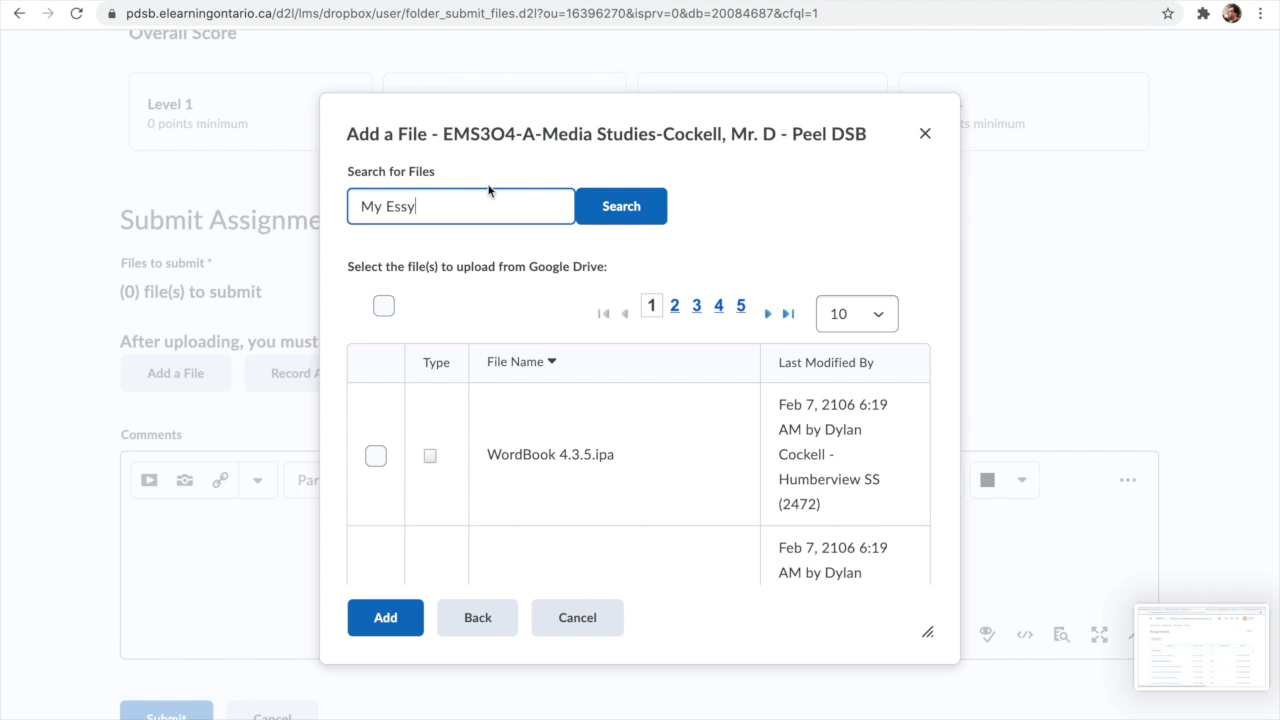 pdsb.elearningontario.ca/d2l/lms/dropbox/user/folder_submit_files.d2l?ou=16396270&isprv=0&db=20084687&cfql=1
Overall Score
Level 1
0 points minimum
ts minimum
Add a File - EMS3O4-A-Media Studies-Cockell, Mr. D - Peel DSB
Search for Files
My Essy
Search
Submit Assignme
Files to submit *
(0) file(s) to submit
Select the file(s) to upload from Google Drive:
1 2 3 4 5
10
After uploading, you must
Add a File
Record A
Type
File Name
Last Modified By
WordBook 4.3.5.ipa
Feb 7, 2106 6:19
AM by Dylan
Cockell -
Humberview SS
(2472)
Feb 7, 2106 6:19
AM by Dylan
Comments
Par
Add
Back
Cancel
Submit
Cancel